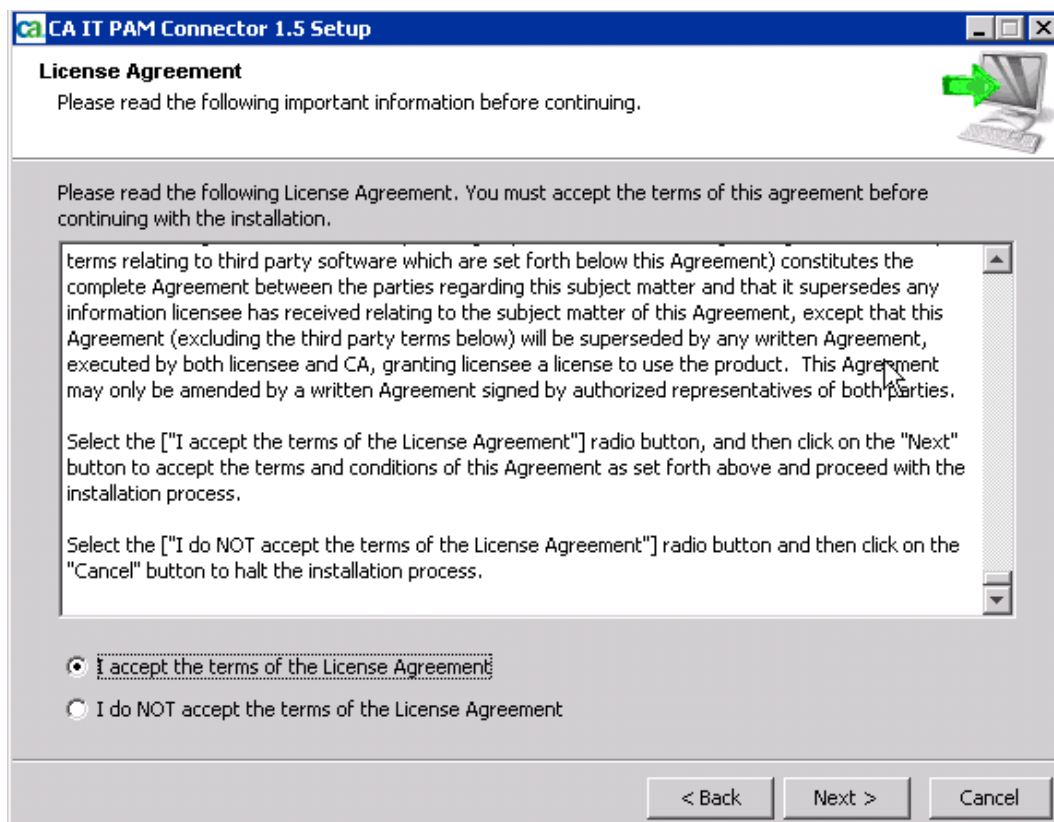 ca CA IT PAM Connector 1.5 Setup
License Agreement
Please read the following important information before continuing.
Please read the following License Agreement. You must accept the terms of this agreement before
continuing with the installation.
terms relating to third party software which are set forth below this Agreement) constitutes the
complete Agreement between the parties regarding this subject matter and that it supersedes any
information licensee has received relating to the subject matter of this Agreement, except that this
Agreement (excluding the third party terms below) will be superseded by any written Agreement,
executed by both licensee and CA, granting licensee a license to use the product. This Agreement
may only be amended by a written Agreement signed by authorized representatives of both parties.
Select the ["I accept the terms of the License Agreement"] radio button, and then click on the "Next"
button to accept the terms and conditions of this Agreement as set forth above and proceed with the
installation process.
Select the ["I do NOT accept the terms of the License Agreement"] radio button and then click on the
"Cancel" button to halt the installation process.
I accept the terms of the License Agreement
I do NOT accept the terms of the License Agreement
< Back Next > Cancel